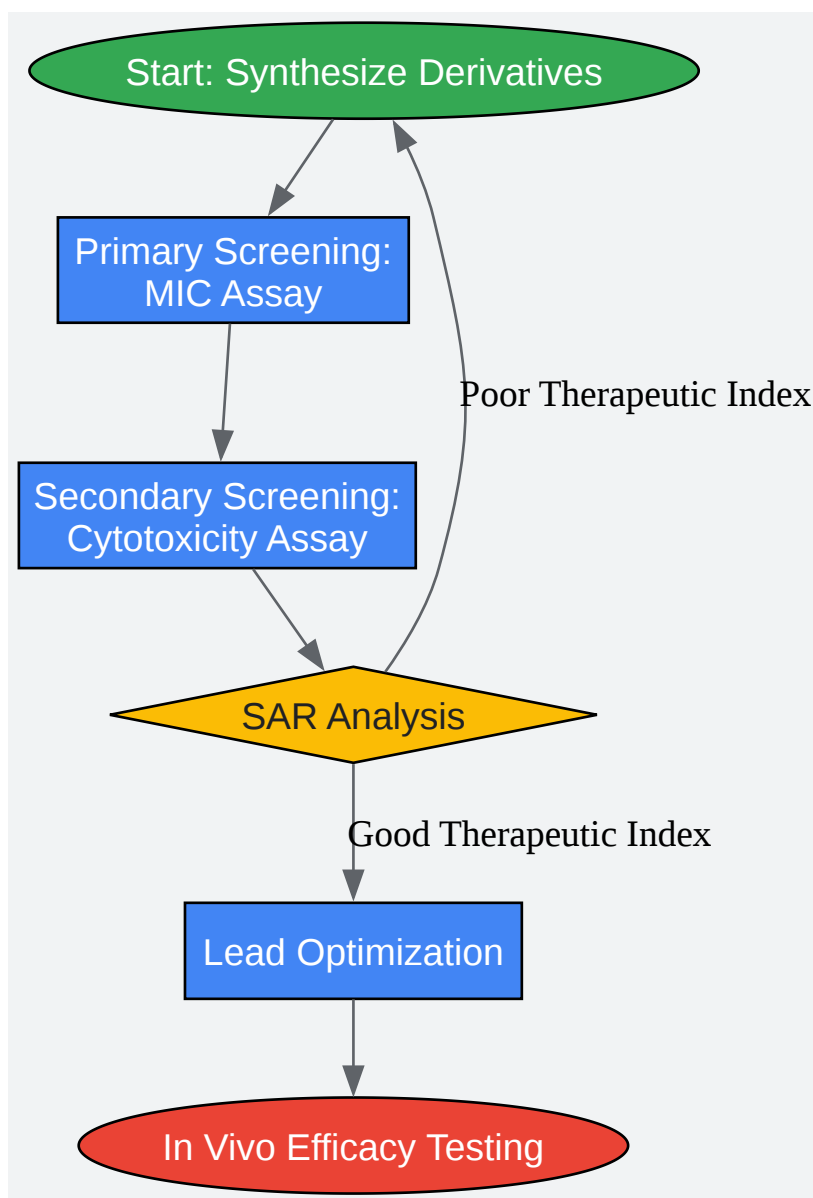 Start: Synthesize Derivatives
Primary Screening:
MIC Assay
Poor Therapeutic Index
Secondary Screening:
Cytotoxicity Assay
SAR Analysis
Good Therapeutic Index
Lead Optimization
In Vivo Efficacy Testing